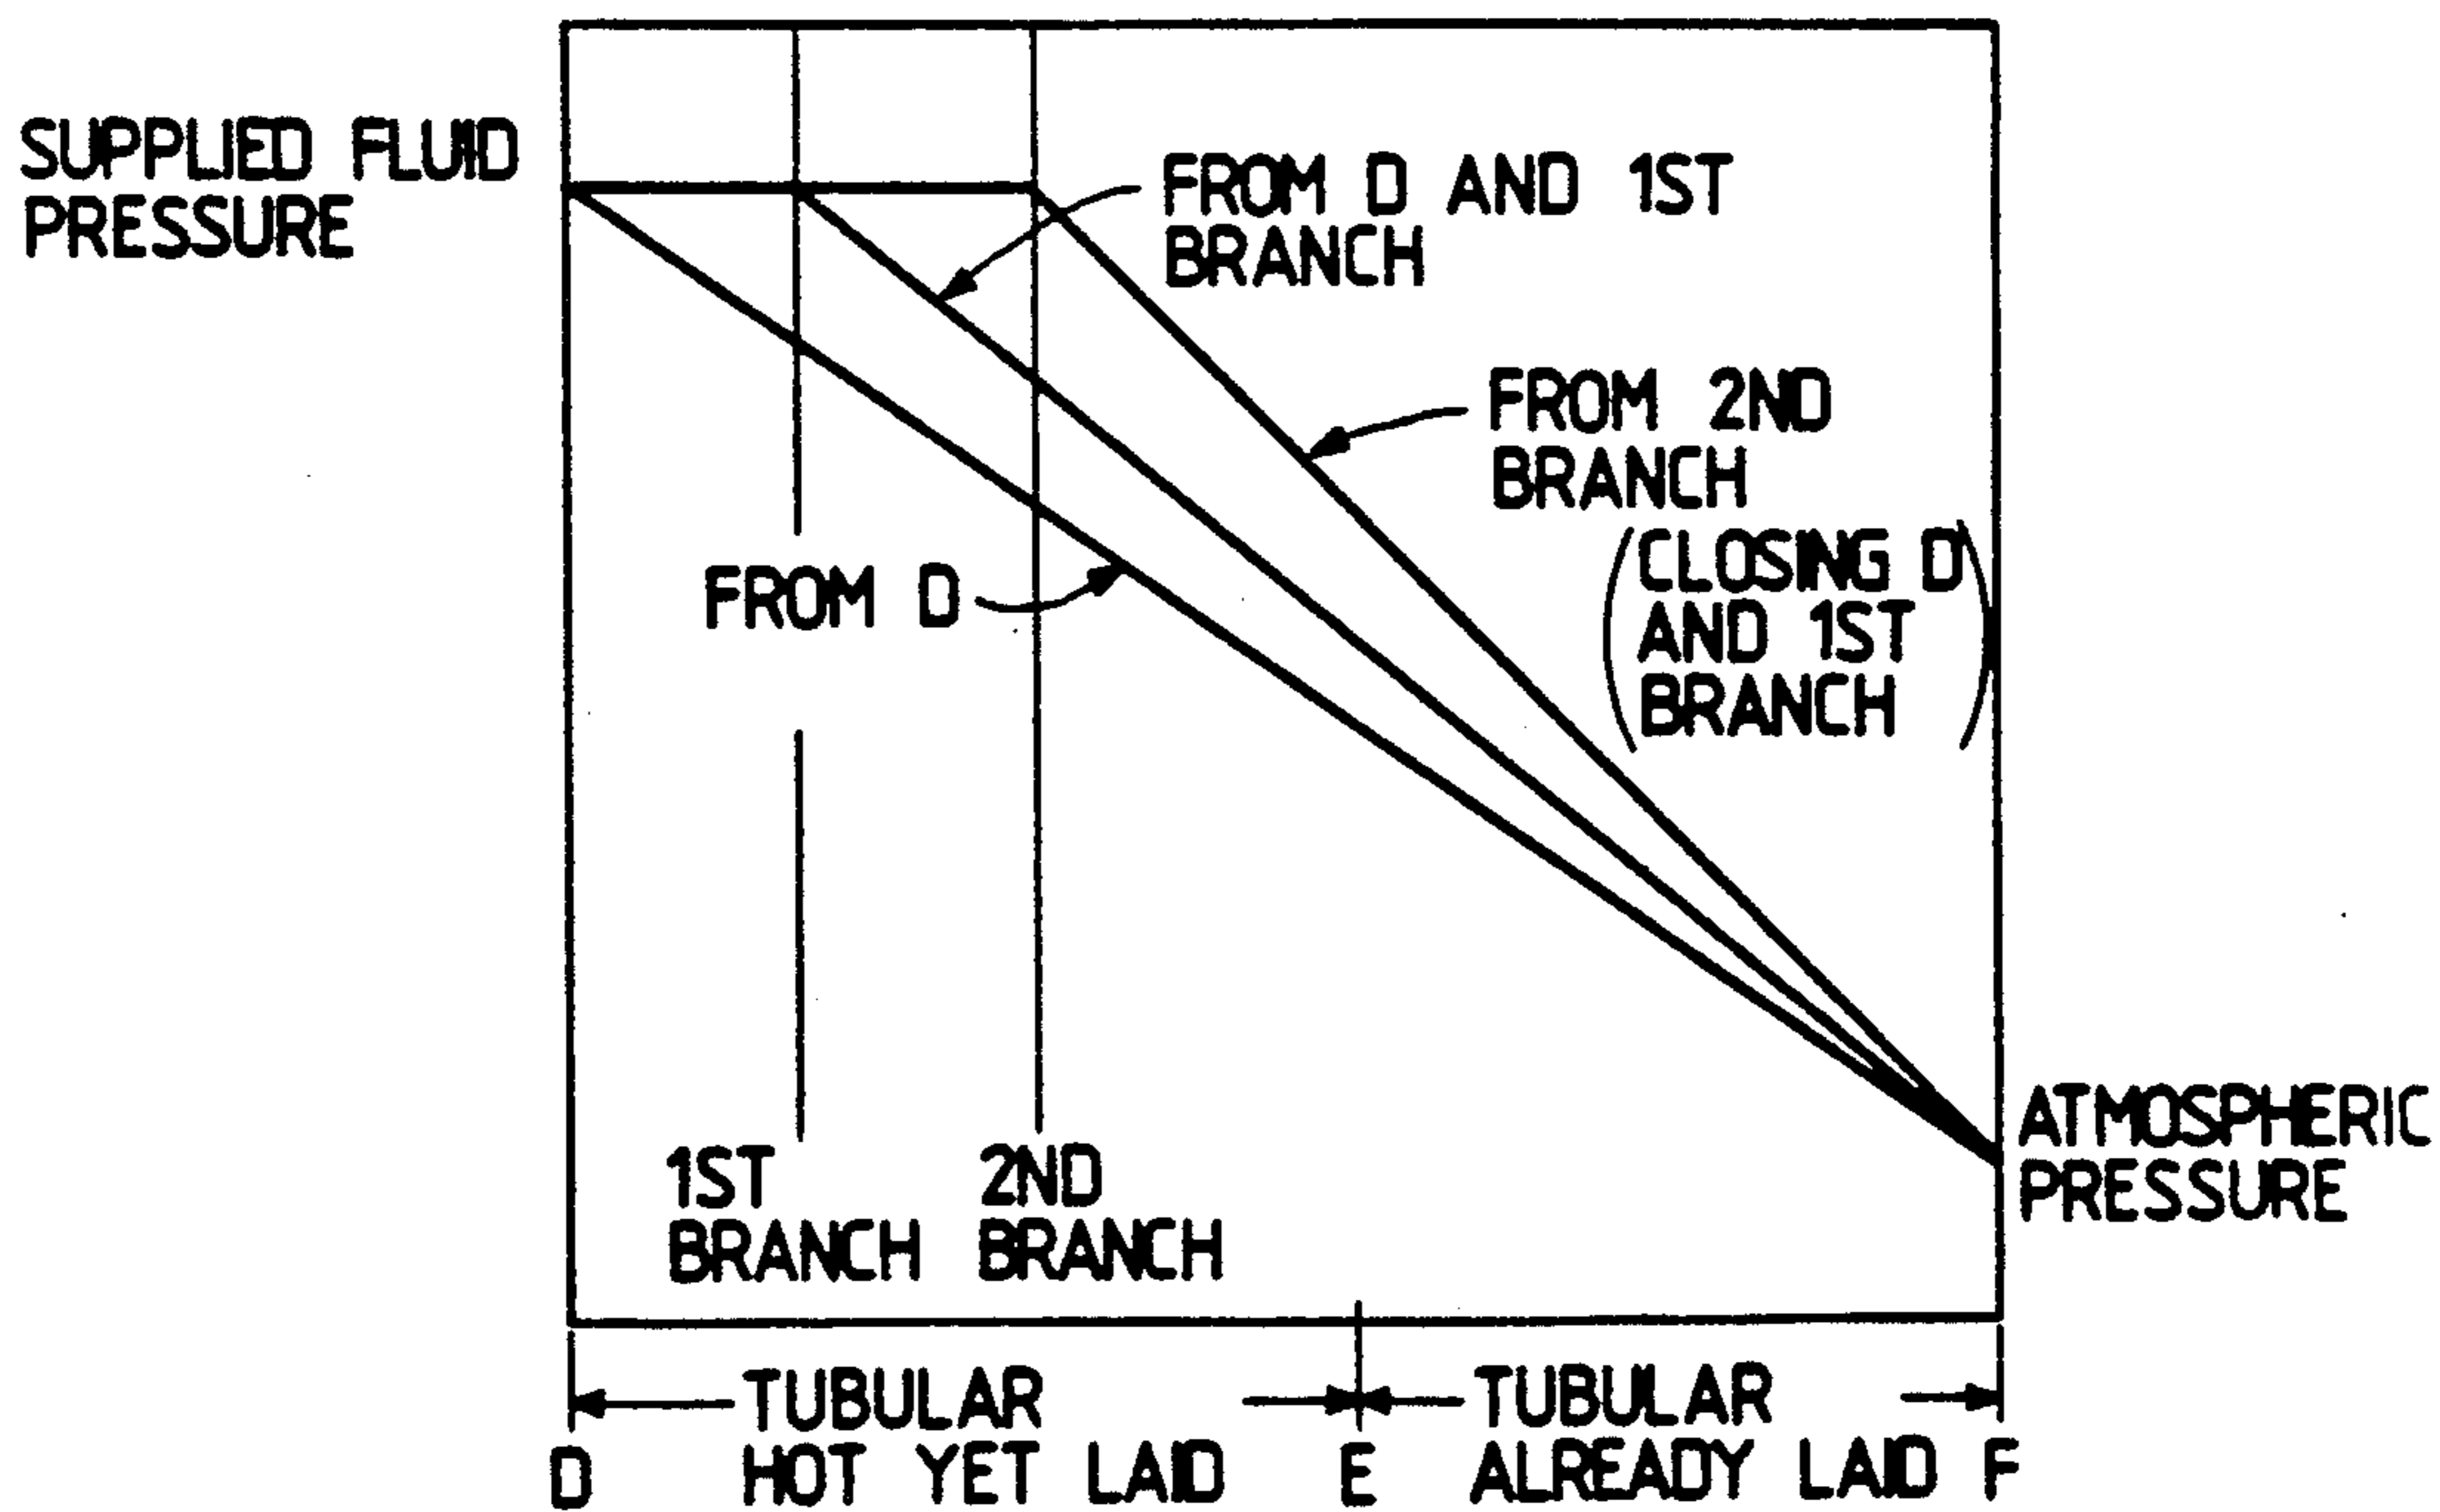 SUPPLIED FLUID
PRESSURE
FROM D AND 1ST
BRANCH
FROM 2ND
BRANCH
(CLOSING D
AND 1ST
BRANCH)
FROM D
ATMOSPHERIC
PRESSURE
1ST
BRANCH
2ND
BRANCH
TUBULAR
HOT YET LAID
TUBULAR
ALREADY LAID
D
E
F